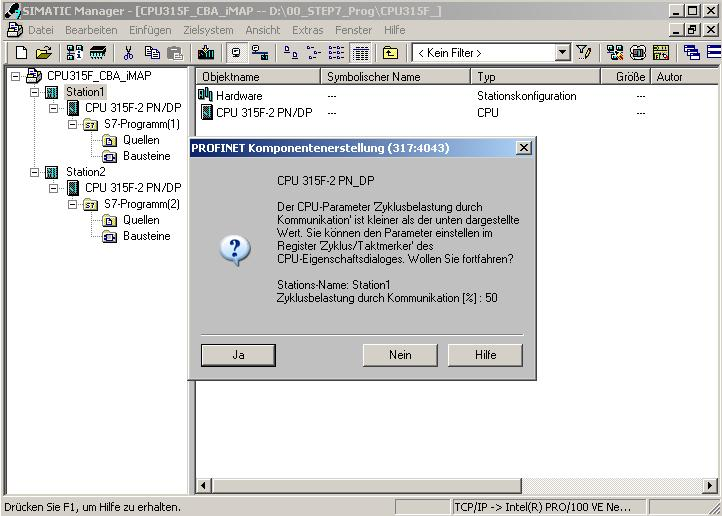 SIMATIC Manager - [CPU315F_CBA_iMAP -- D:\00_STEP7_Prog\CPU315F_]
Datei Bearbeiten Einfügen Zielsystem Ansicht Extras Fenster Hilfe
< Kein Filter >
CPU315F_CBA_iMAP
Station1
CPU 315F-2 PN/DP
S7-Programm(1)
Quellen
Bausteine
Station2
CPU 315F-2 PN/DP
S7-Programm(2)
Quellen
Bausteine
Objektname Symbolischer Name Typ Größe Autor
Hardware --- Stationskonfiguration ---
CPU 315F-2 PN/DP --- CPU ---
PROFINET Komponentenerstellung (317:4043)
CPU 315F-2 PN_DP
Der CPU-Parameter 'Zyklusbelastung durch
Kommunikation' ist kleiner als der unten dargestellte
Wert. Sie können den Parameter einstellen im
Register 'Zyklus/Taktmerker' des
CPU-Eigenschaftsdialoges. Wollen Sie fortfahren?
Stations-Name: Station1
Zyklusbelastung durch Kommunikation [%] : 50
Ja Nein Hilfe
Drücken Sie F1, um Hilfe zu erhalten. TCP/IP -> Intel(R) PRO/100 VE Ne...